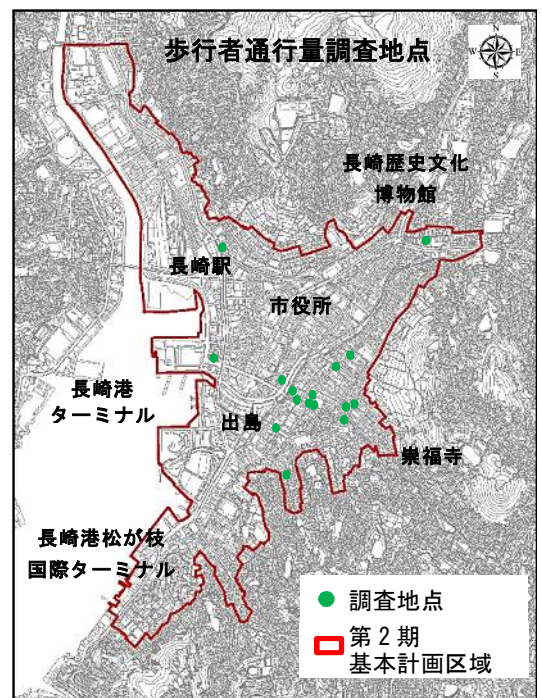 歩行者通行量調査地点
N
W
E
S
長崎歴史文化
博物館
長崎駅
市役所
長崎港
ターミナル
出島
崇福寺
長崎港松が枝
国際ターミナル
調査地点
第2期
基本計画区域